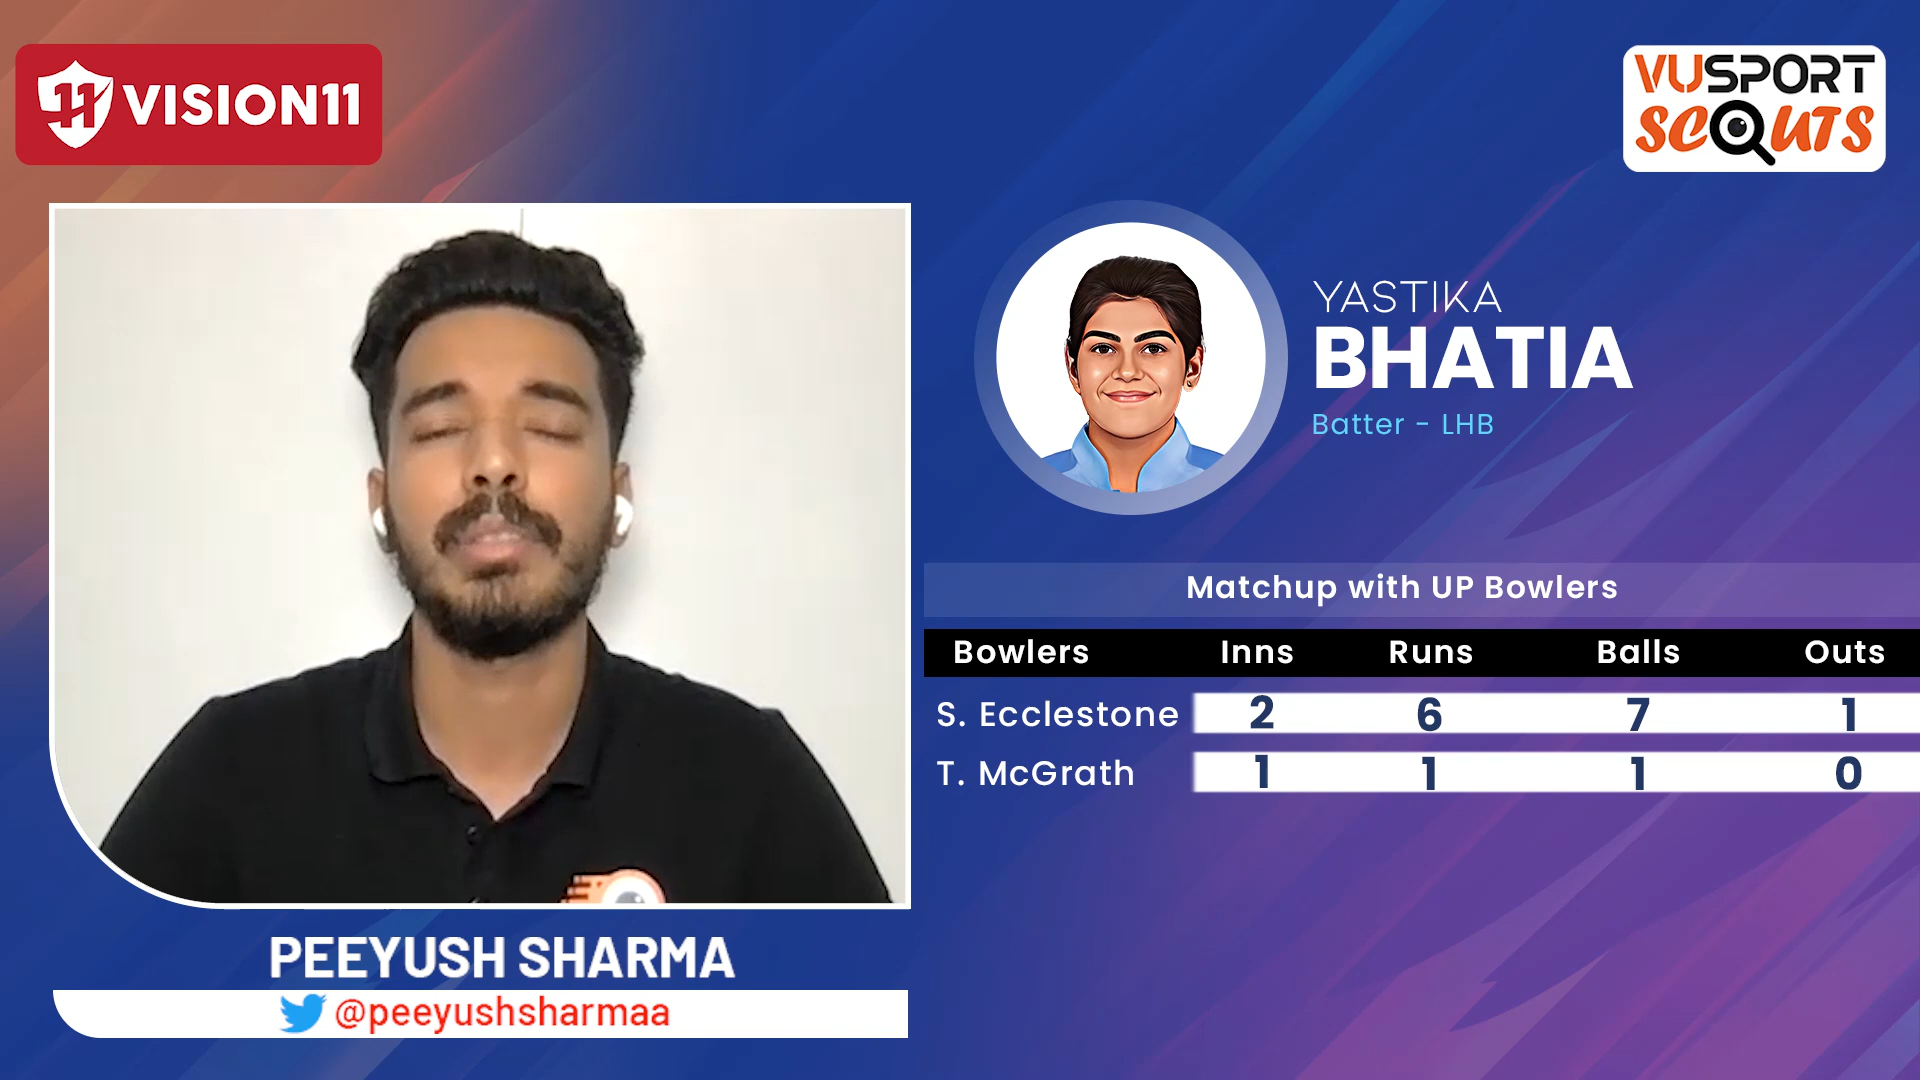 11 VISION11
VUSPORT
SCOUTS
YASTIKA
BHATIA
Batter - LHB
Matchup with UP Bowlers
Bowlers Inns Runs Balls Outs
S. Ecclestone 2 6 7 1
T. McGrath 1 1 1 0
PEEYUSH SHARMA
@peeyushsharmaa